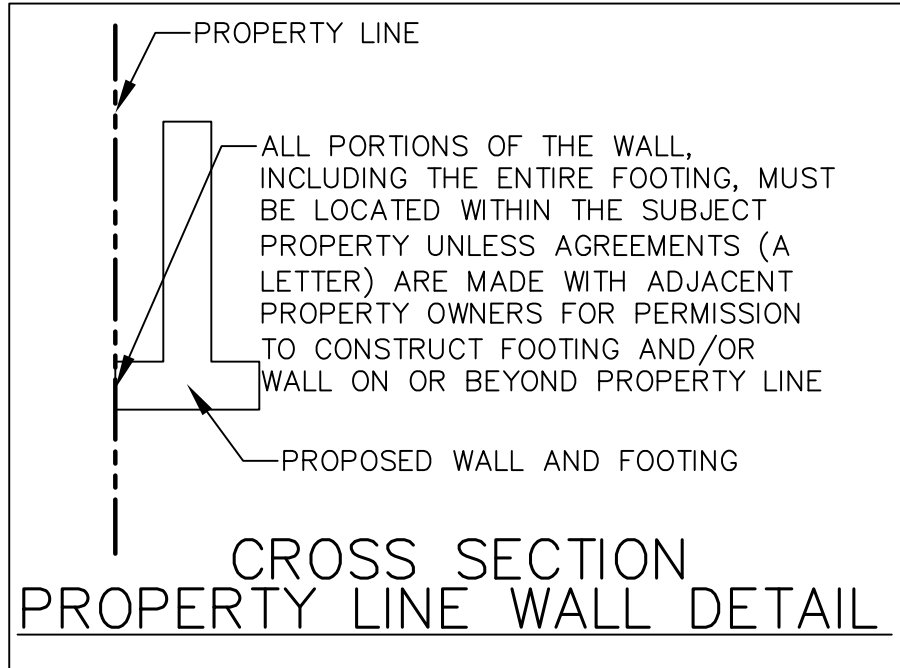 PROPERTY LINE
ALL PORTIONS OF THE WALL,
INCLUDING THE ENTIRE FOOTING, MUST
BE LOCATED WITHIN THE SUBJECT
PROPERTY UNLESS AGREEMENTS (A
LETTER) ARE MADE WITH ADJACENT
PROPERTY OWNERS FOR PERMISSION
TO CONSTRUCT FOOTING AND/OR
WALL ON OR BEYOND PROPERTY LINE
PROPOSED WALL AND FOOTING
CROSS SECTION
PROPERTY LINE WALL DETAIL